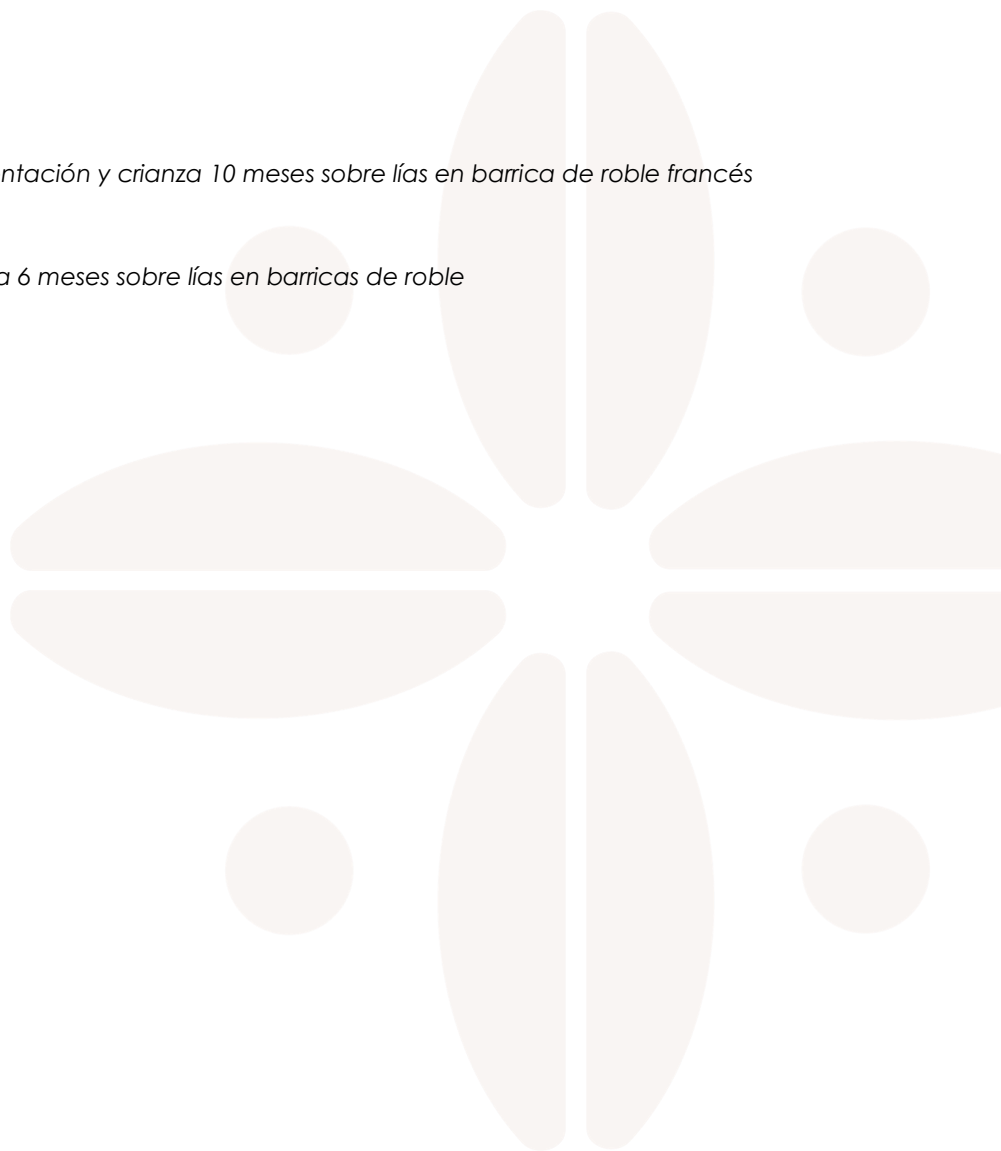 ntación y crianza 10 meses sobre lías en barrica de roble francés
a 6 meses sobre lías en barricas de roble